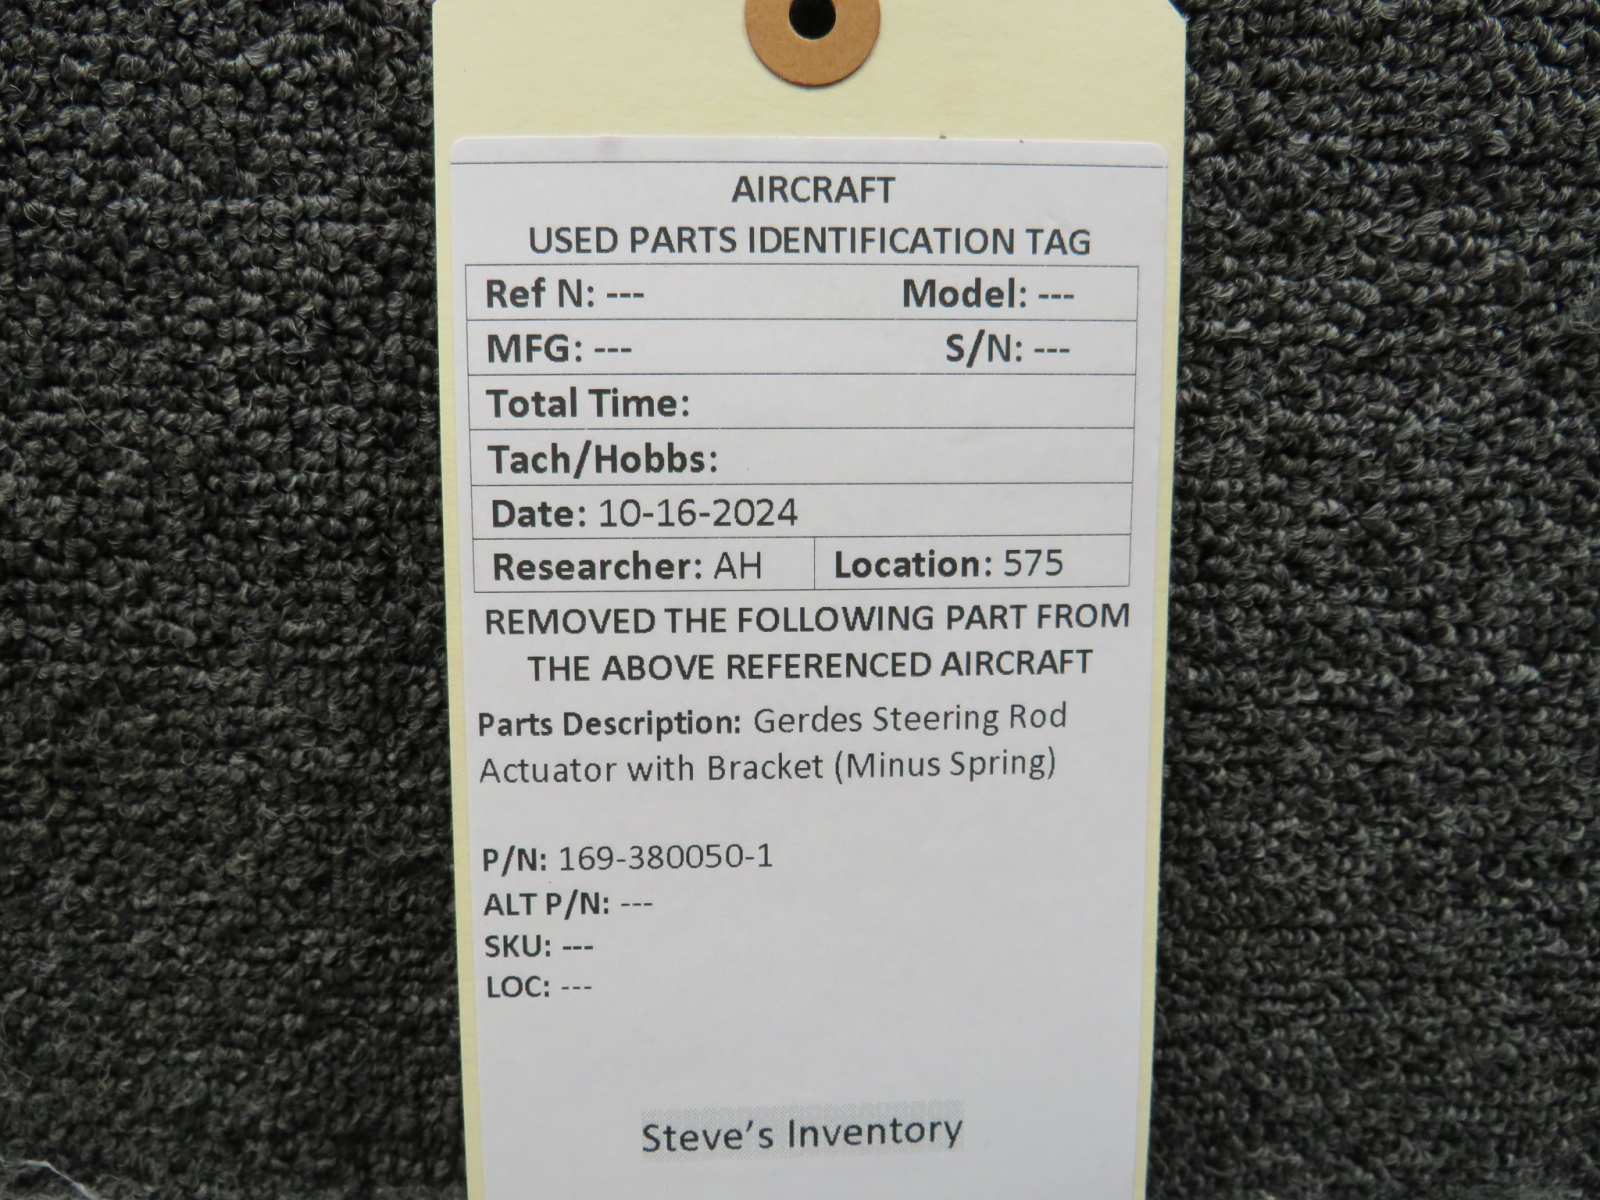 AIRCRAFT
USED PARTS IDENTIFICATION TAG
Ref N: --- Model: ---
MFG: --- S/N: ---
Total Time:
Tach/Hobbs:
Date: 10-16-2024
Researcher: AH Location: 575
REMOVED THE FOLLOWING PART FROM
THE ABOVE REFERENCED AIRCRAFT
Parts Description: Gerdes Steering Rod
Actuator with Bracket (Minus Spring)
P/N: 169-380050-1
ALT P/N: ---
SKU: ---
LOC: ---
Steve's Inventory